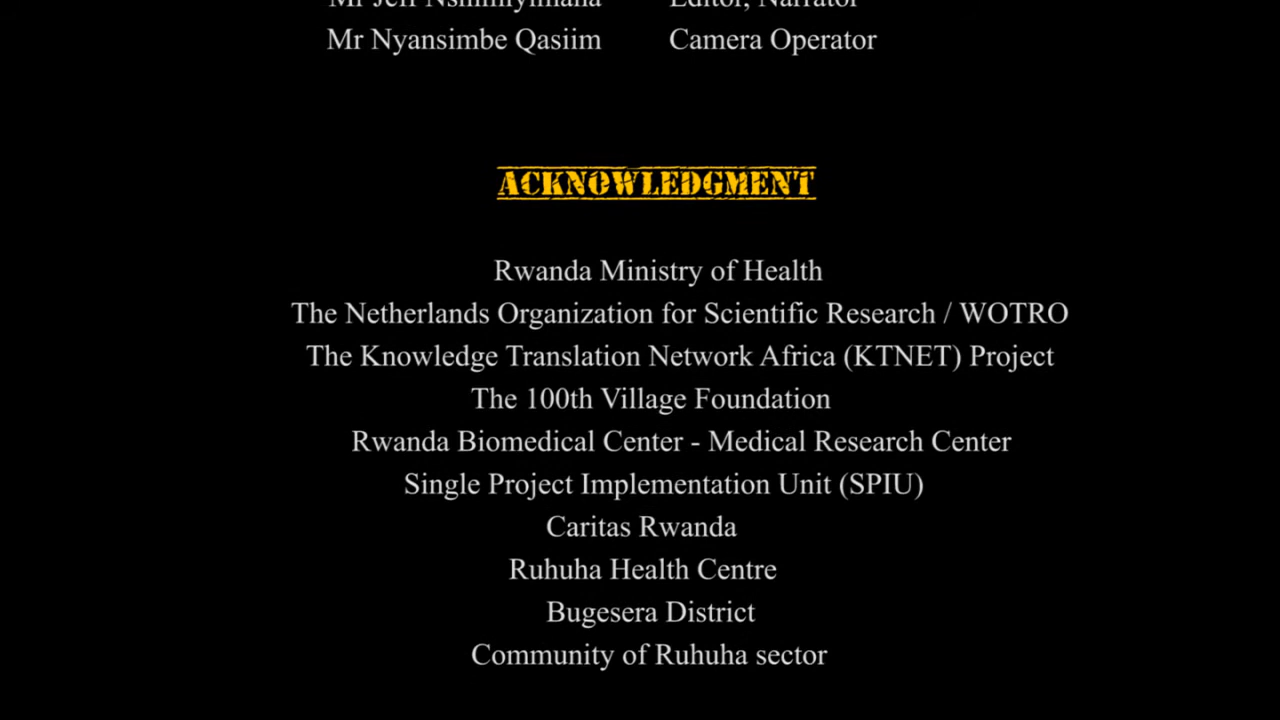 Editor, Narrator
Mr Nyansimbe Qasiim Camera Operator
ACKNOWLEDGMENT
Rwanda Ministry of Health
The Netherlands Organization for Scientific Research / WOTRO
The Knowledge Translation Network Africa (KTNET) Project
The 100th Village Foundation
Rwanda Biomedical Center - Medical Research Center
Single Project Implementation Unit (SPIU)
Caritas Rwanda
Ruhuha Health Centre
Bugesera District
Community of Ruhuha sector